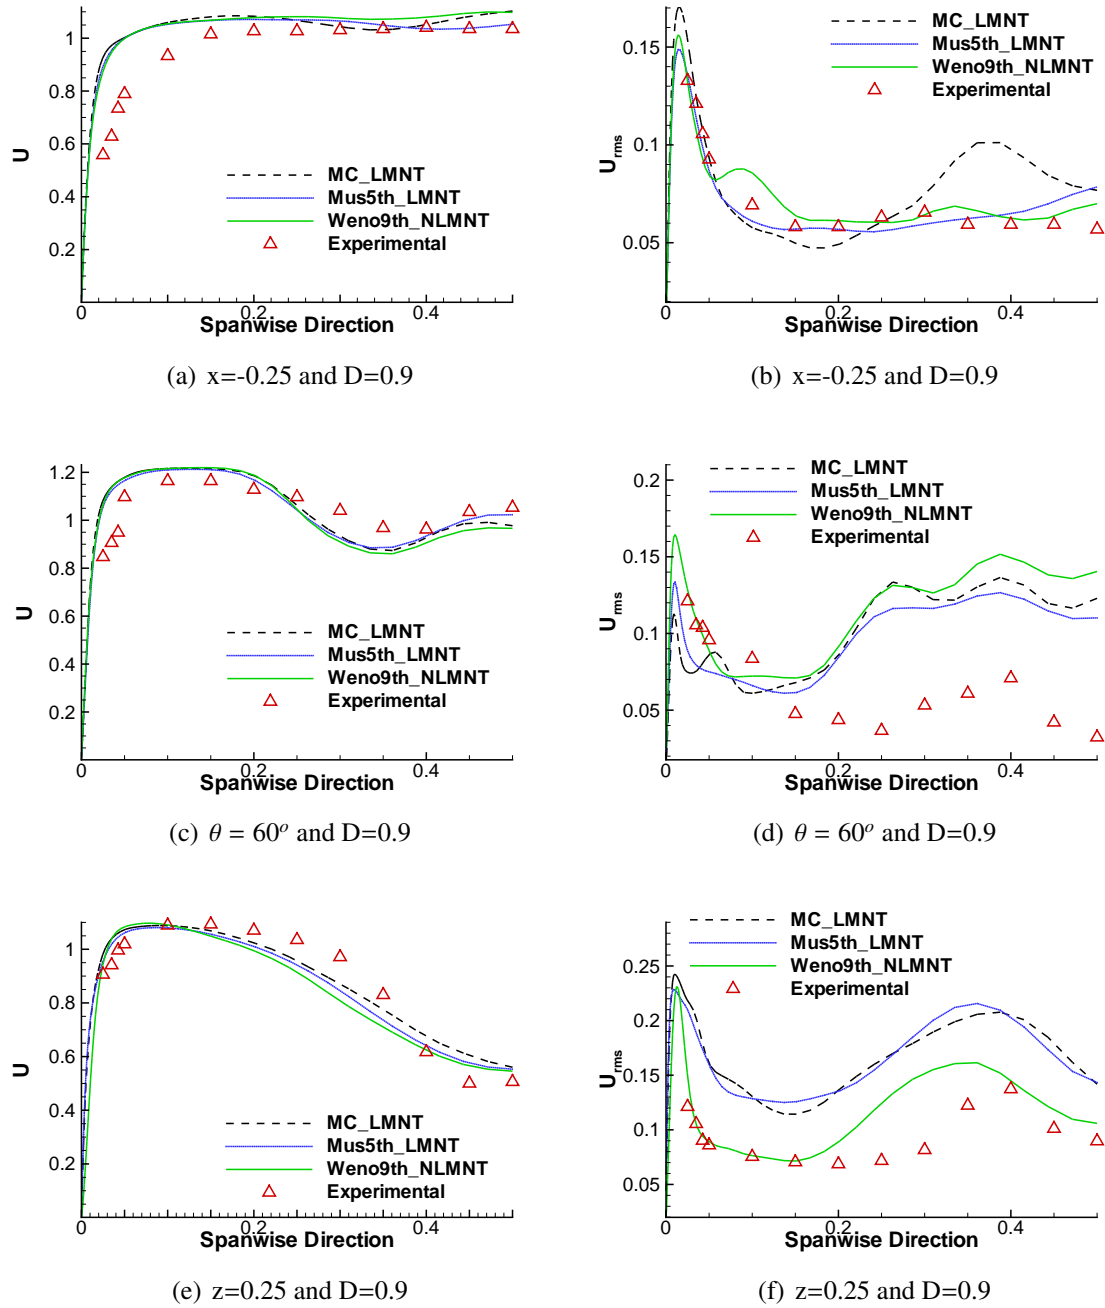 1
0.8
0.6
0.4
0.2
U
MC_LMNT
Mus5th_LMNT
Weno9th_NLMNT
Experimental
0
0.2
0.4
Spanwise Direction
(a) x=-0.25 and D=0.9
0.15
0.1
0.05
Urms
MC_LMNT
Mus5th_LMNT
Weno9th_NLMNT
Experimental
0
0.2
0.4
Spanwise Direction
(b) x=-0.25 and D=0.9
1.2
1
0.8
0.6
0.4
0.2
U
MC_LMNT
Mus5th_LMNT
Weno9th_NLMNT
Experimental
0
0.2
0.4
Spanwise Direction
(c) θ = 60° and D=0.9
0.2
0.15
0.1
0.05
Urms
MC_LMNT
Mus5th_LMNT
Weno9th_NLMNT
Experimental
0
0.2
0.4
Spanwise Direction
(d) θ = 60° and D=0.9
1
0.8
0.6
0.4
0.2
U
MC_LMNT
Mus5th_LMNT
Weno9th_NLMNT
Experimental
0
0.2
0.4
Spanwise Direction
(e) z=0.25 and D=0.9
0.25
0.2
0.15
0.1
0.05
Urms
MC_LMNT
Mus5th_LMNT
Weno9th_NLMNT
Experimental
0
0.2
0.4
Spanwise Direction
(f) z=0.25 and D=0.9